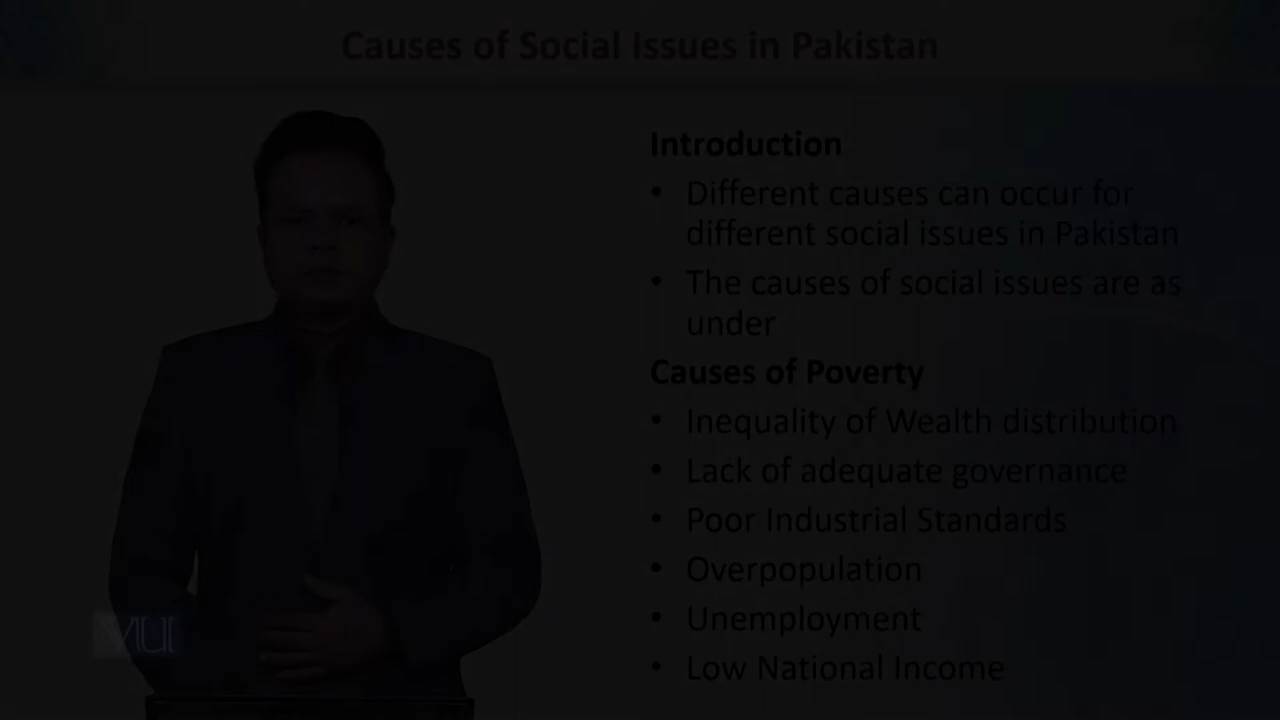 Causes of Social Issues in Pakistan
Introduction
• Different causes can occur for
different social issues in Pakistan
• The causes of social issues are as
under
Causes of Poverty
• Inequality of Wealth distribution
• Lack of adequate governance
• Poor Industrial Standards
• Overpopulation
• Unemployment
• Low National Income
VU